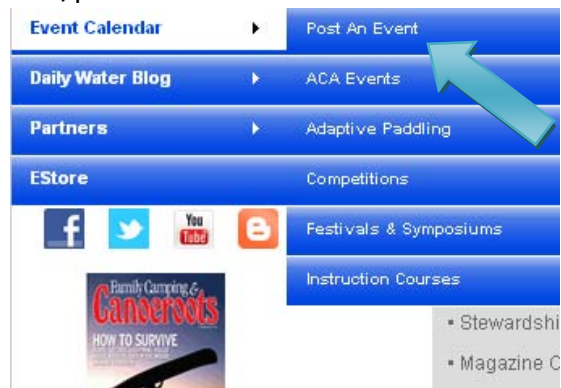 Event Calendar
Post An Event
Daily Water Blog
ACA Events
Partners
Adaptive Paddling
EStore
Competitions
f
You
Tube
B
Festivals & Symposiums
Instruction Courses
Family Camping &
Canoeroots
HOW TO SURVIVE
• Stewardshi
• Magazine C